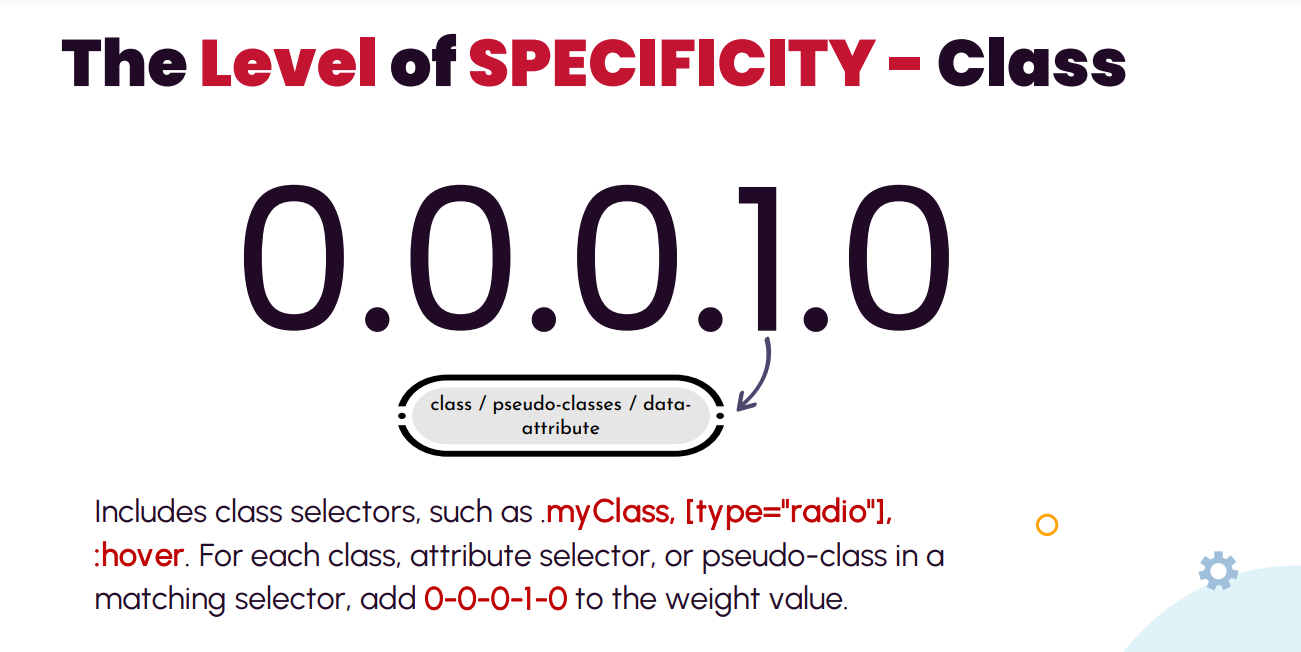 The Level of SPECIFICITY – Class
0.0.0.1.0
class / pseudo-classes / data-
attribute
Includes class selectors, such as .myClass, [type="radio"],
:hover. For each class, attribute selector, or pseudo-class in a
matching selector, add 0-0-0-1-0 to the weight value.